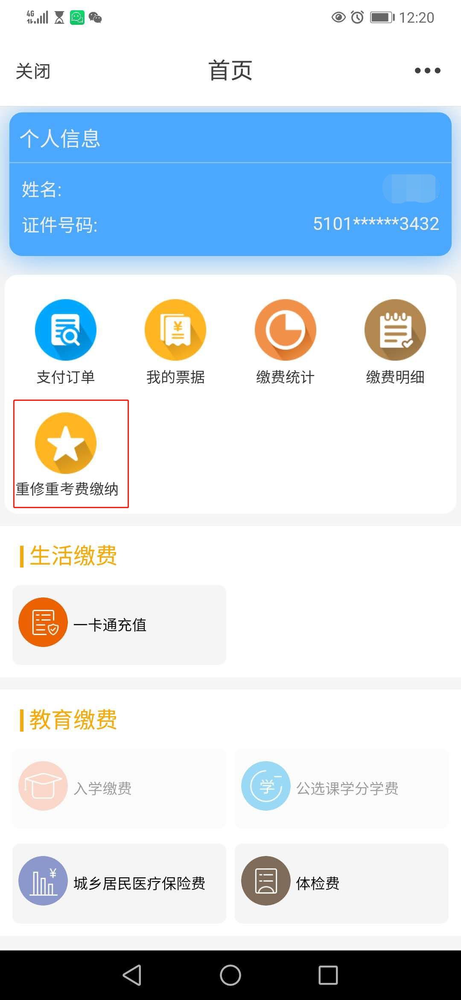 4G 12:20
关闭 首页
个人信息
姓名:
证件号码: 5101******3432
支付订单 我的票据 缴费统计 缴费明细
重修重考费缴纳
生活缴费
一卡通充值
教育缴费
入学缴费 学 公选课学分学费
城乡居民医疗保险费 体检费